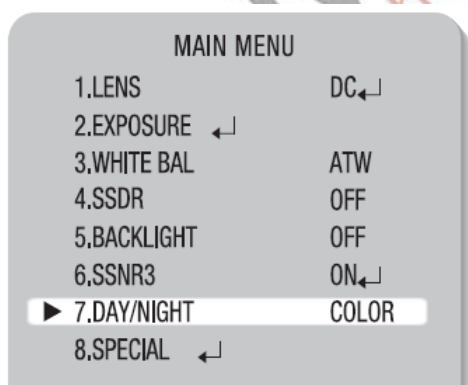 MAIN MENU
1.LENS DC↲
2.EXPOSURE ↲
3.WHITE BAL ATW
4.SSDR OFF
5.BACKLIGHT OFF
6.SSNR3 ON↲
▶ 7.DAY/NIGHT COLOR
8.SPECIAL ↲